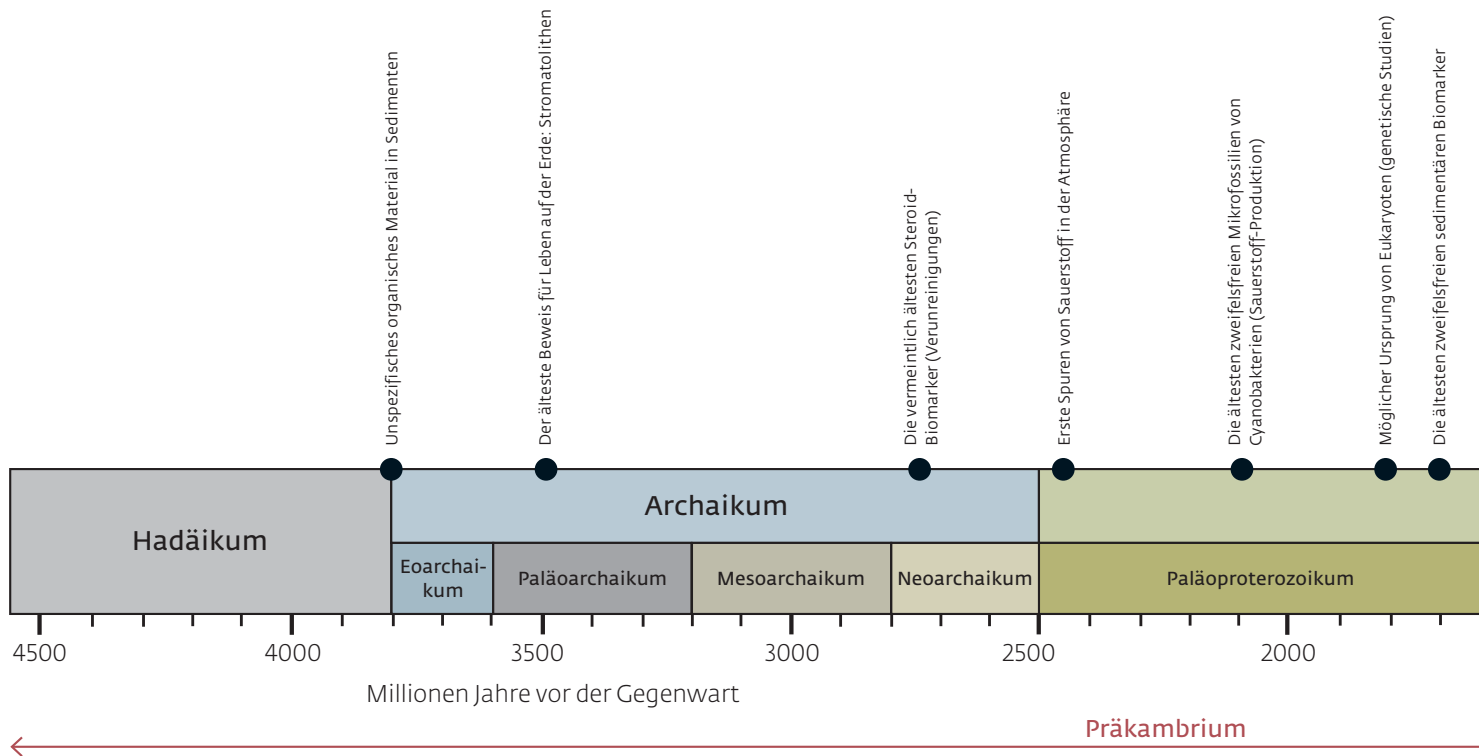 Unspezifisches organisches Material in Sedimenten
Der älteste Beweis für Leben auf der Erde: Stromatolithen
Die vermeintlich ältesten Steroid-
Biomarker (Verunreinigungen)
Erste Spuren von Sauerstoff in der Atmosphäre
Die ältesten zweifelsfreien Mikrofossilien von
Cyanobakterien (Sauerstoff-Produktion)
Möglicher Ursprung von Eukaryoten (genetische Studien)
Die ältesten zweifelsfreien sedimentären Biomarker
Hadäikum
Archaikum
Eoarchai-
kum
Paläoarchaikum
Mesoarchaikum
Neoarchaikum
Paläoproterozoikum
4500
4000
3500
3000
2500
2000
Millionen Jahre vor der Gegenwart
Präkambrium